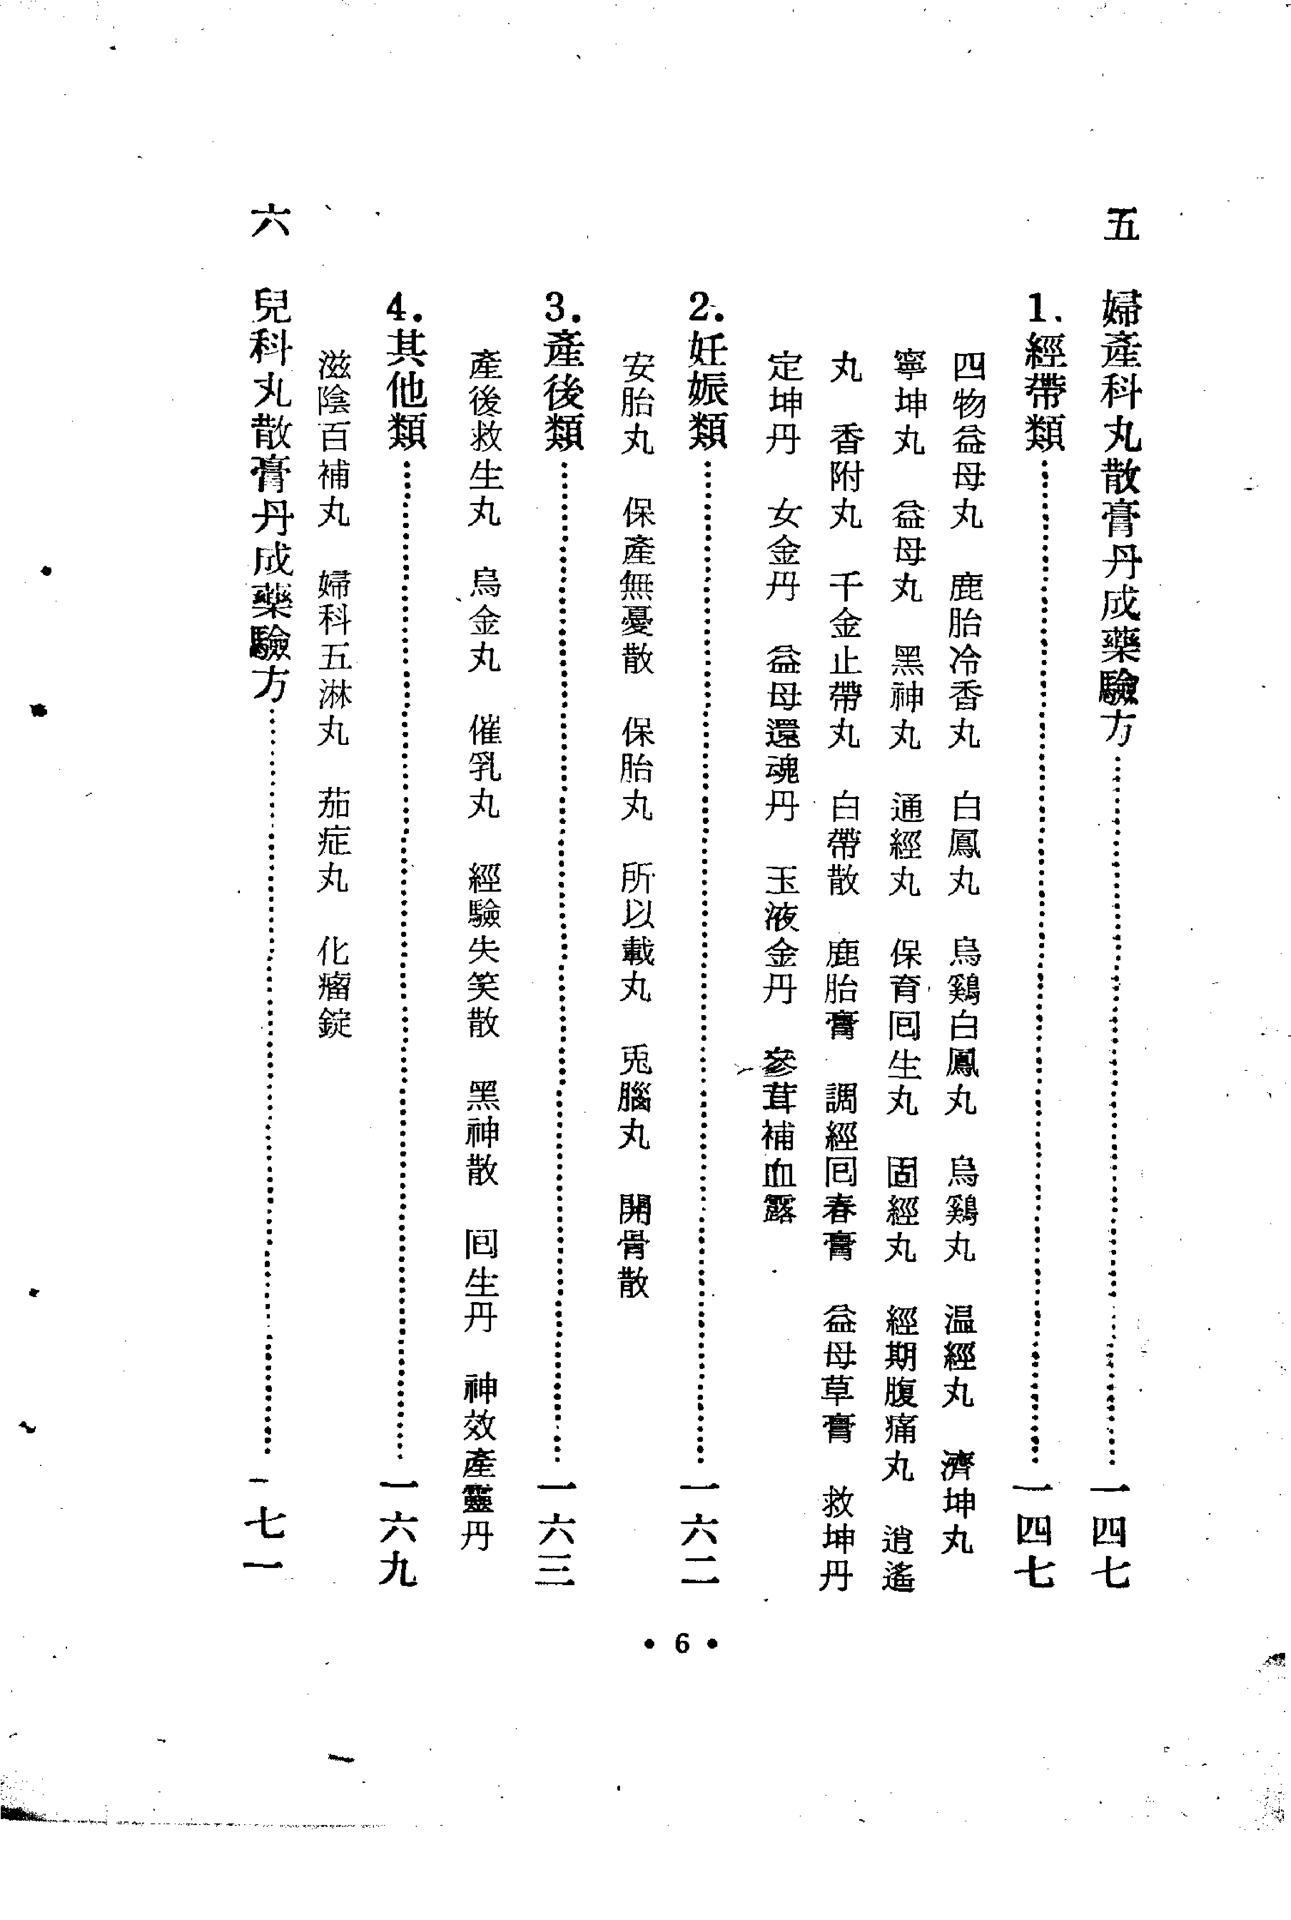 五　婦產科丸散膏丹成藥驗方……一四七
1.經帶類……一四七
四物益母丸　鹿胎冷香丸　白鳳丸　烏鷄白鳳丸　烏鷄丸　温經丸　濟坤丸
寧坤丸　益母丸　黑神丸　通經丸　保育回生丸　固經丸　經期腹痛丸　逍遙
丸　香附丸　千金止帶丸　白帶散　鹿胎膏　調經回春膏　益母草膏　救坤丹
定坤丹　女金丹　益母還魂丹　玉液金丹　參茸補血露
2.妊娠類……一六二
安胎丸　保產無憂散　保胎丸　所以載丸　兎腦丸　開骨散
3.產後類……一六三
產後救生丸　烏金丸　催乳丸　經驗失笑散　黑神散　回生丹　神效產靈丹
4.其他類……一六九
滋陰百補丸　婦科五淋丸　茄症丸　化瘤錠
六　兒科丸散膏丹成藥驗方……一七一
• 6 •